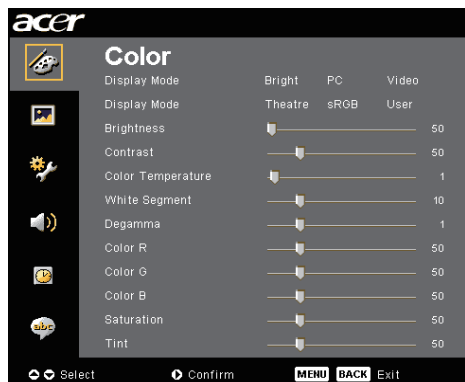 acer
Color
Display Mode Bright PC Video
Display Mode Theatre sRGB User
Brightness 50
Contrast 50
Color Temperature 1
White Segment 10
Degamma 1
Color R 50
Color G 50
Color B 50
Saturation 50
Tint 50
abc
Select Confirm MENU BACK Exit